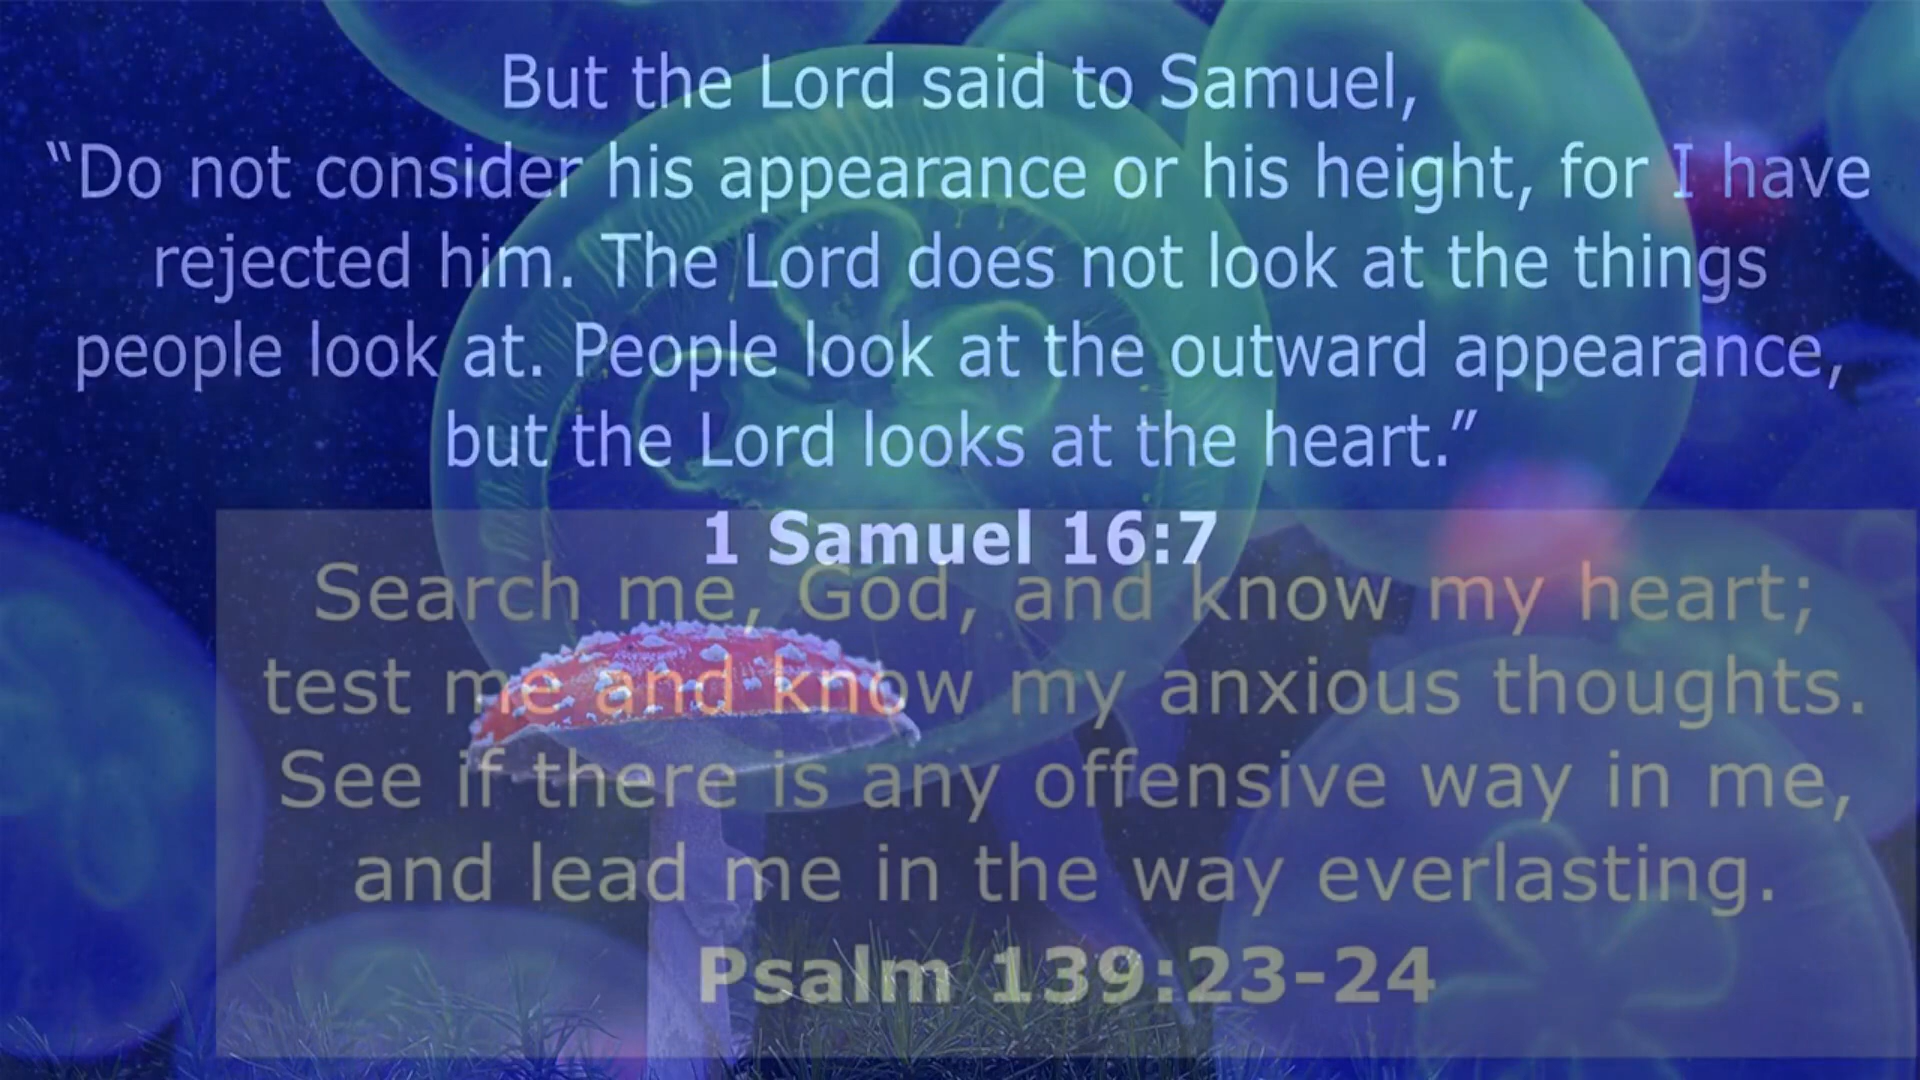 But the Lord said to Samuel,
“Do not consider his appearance or his height, for I have
rejected him. The Lord does not look at the things
people look at. People look at the outward appearance,
but the Lord looks at the heart.”
1 Samuel 16:7
Search me, God, and know my heart;
test me and know my anxious thoughts.
See if there is any offensive way in me,
and lead me in the way everlasting.
Psalm 139:23-24